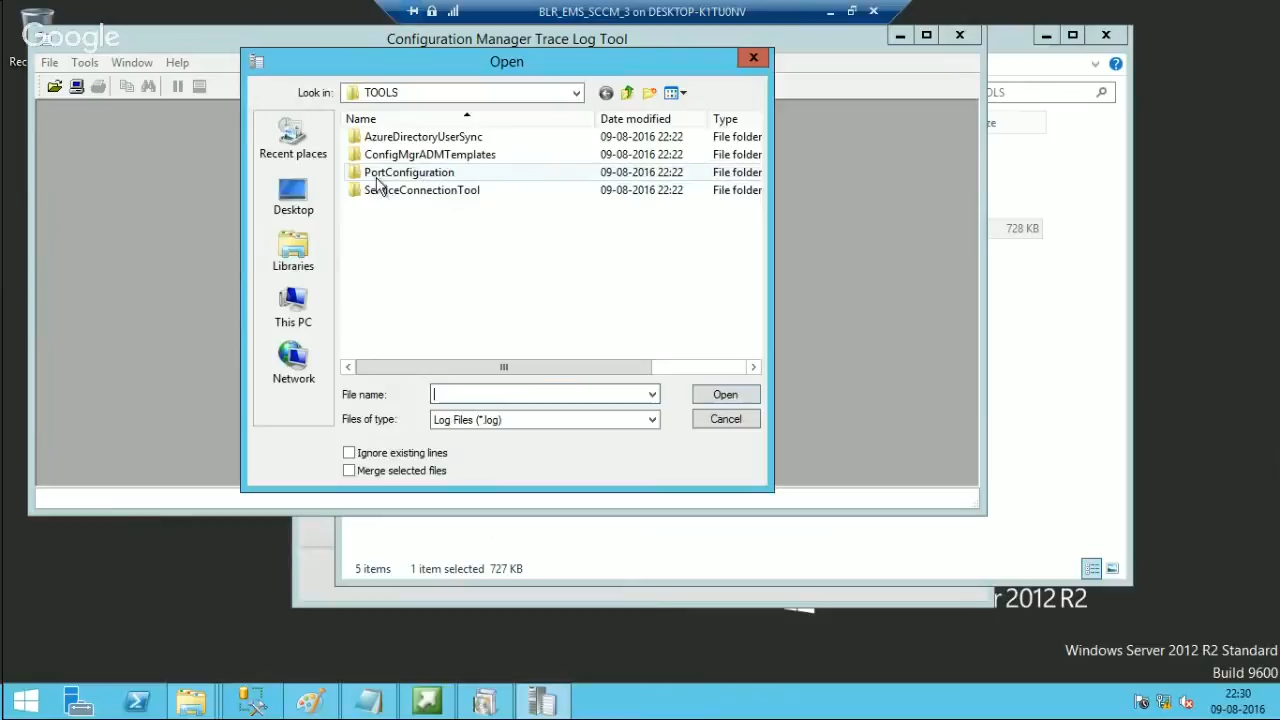 BLR_EMS_SCCM_3 on DESKTOP-K1TU0NV
Google
Configuration Manager Trace Log Tool
Rec
File Tools Window Help
Open
Look in: TOOLS
Name Date modified Type
AzureDirectoryUserSync 09-08-2016 22:22 File folder
ConfigMgrADMTemplates 09-08-2016 22:22 File folder
PortConfiguration 09-08-2016 22:22 File folder
ServiceConnectionTool 09-08-2016 22:22 File folder
Recent places
Desktop
Libraries
This PC
Network
File name:
Open
Files of type: Log Files (*.log)
Cancel
Ignore existing lines
Merge selected files
OLS
ze
728 KB
5 items 1 item selected 727 KB
r 2012 R2
Windows Server 2012 R2 Standard
Build 9600
22:30
09-08-2016